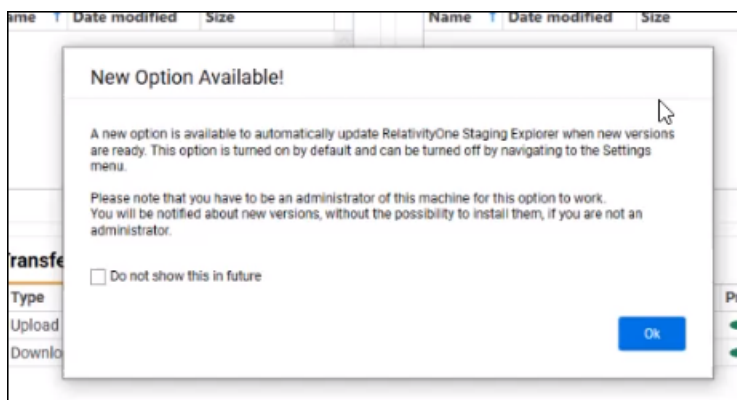 ame Date modified Size Name Date modified Size
New Option Available!
A new option is available to automatically update RelativityOne Staging Explorer when new versions
are ready. This option is turned on by default and can be turned off by navigating to the Settings
menu.
Please note that you have to be an administrator of this machine for this option to work.
You will be notified about new versions, without the possibility to install them, if you are not an
administrator.
Do not show this in future
Ok
Transfe
Type P
Upload
Downlo